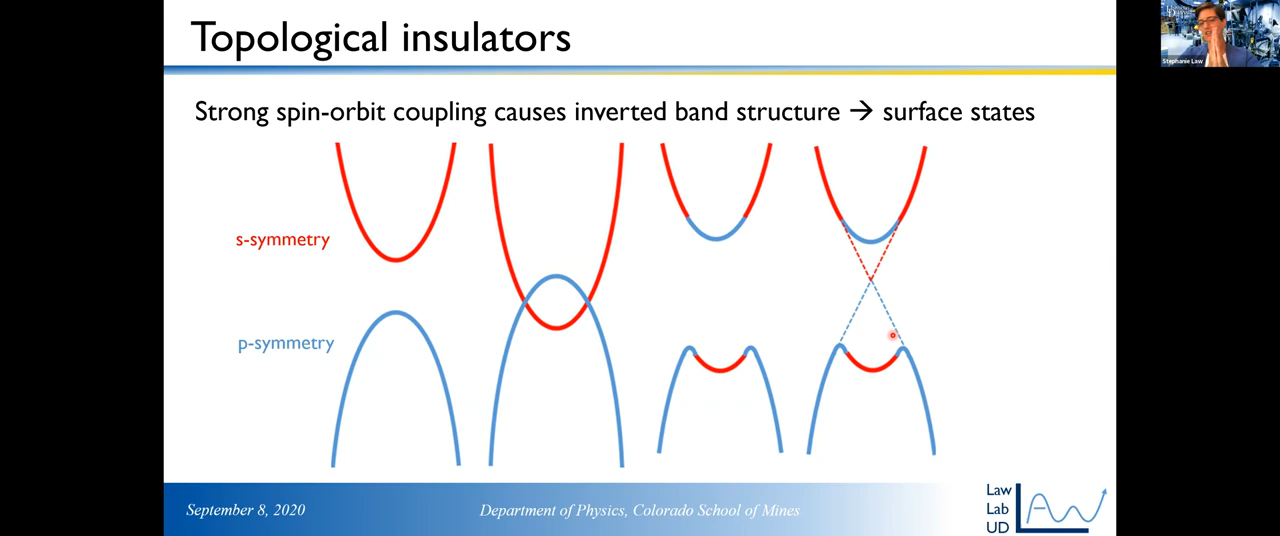 Topological insulators
Stephanie Law
Strong spin-orbit coupling causes inverted band structure → surface states
s-symmetry
p-symmetry
September 8, 2020
Department of Physics, Colorado School of Mines
Law
Lab
UD